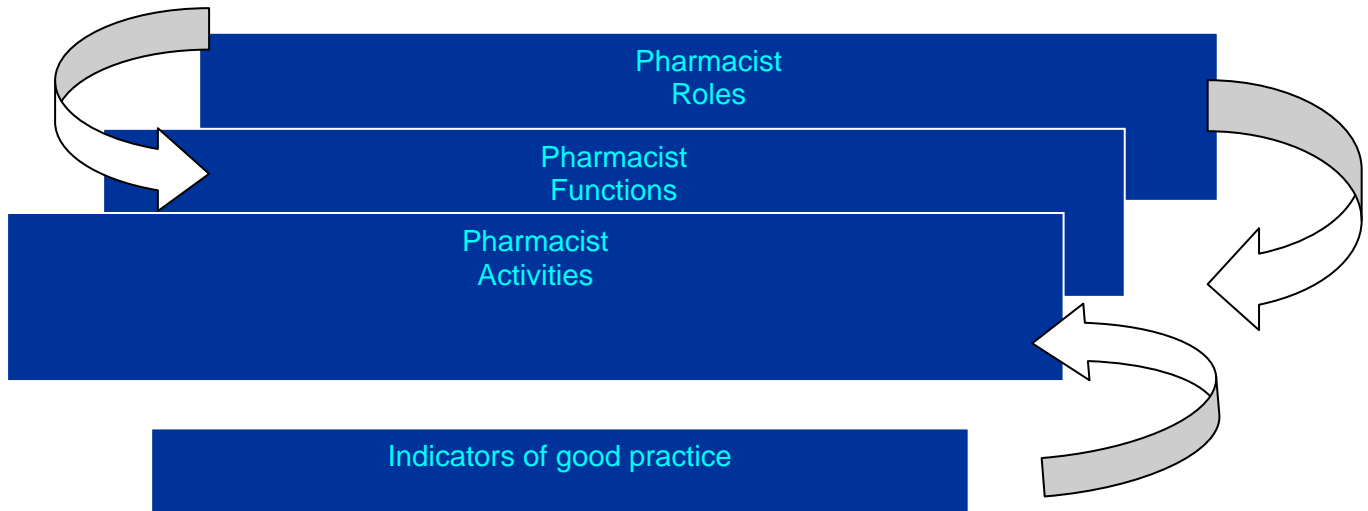 Pharmacist
Roles
Pharmacist
Functions
Pharmacist
Activities
Indicators of good practice